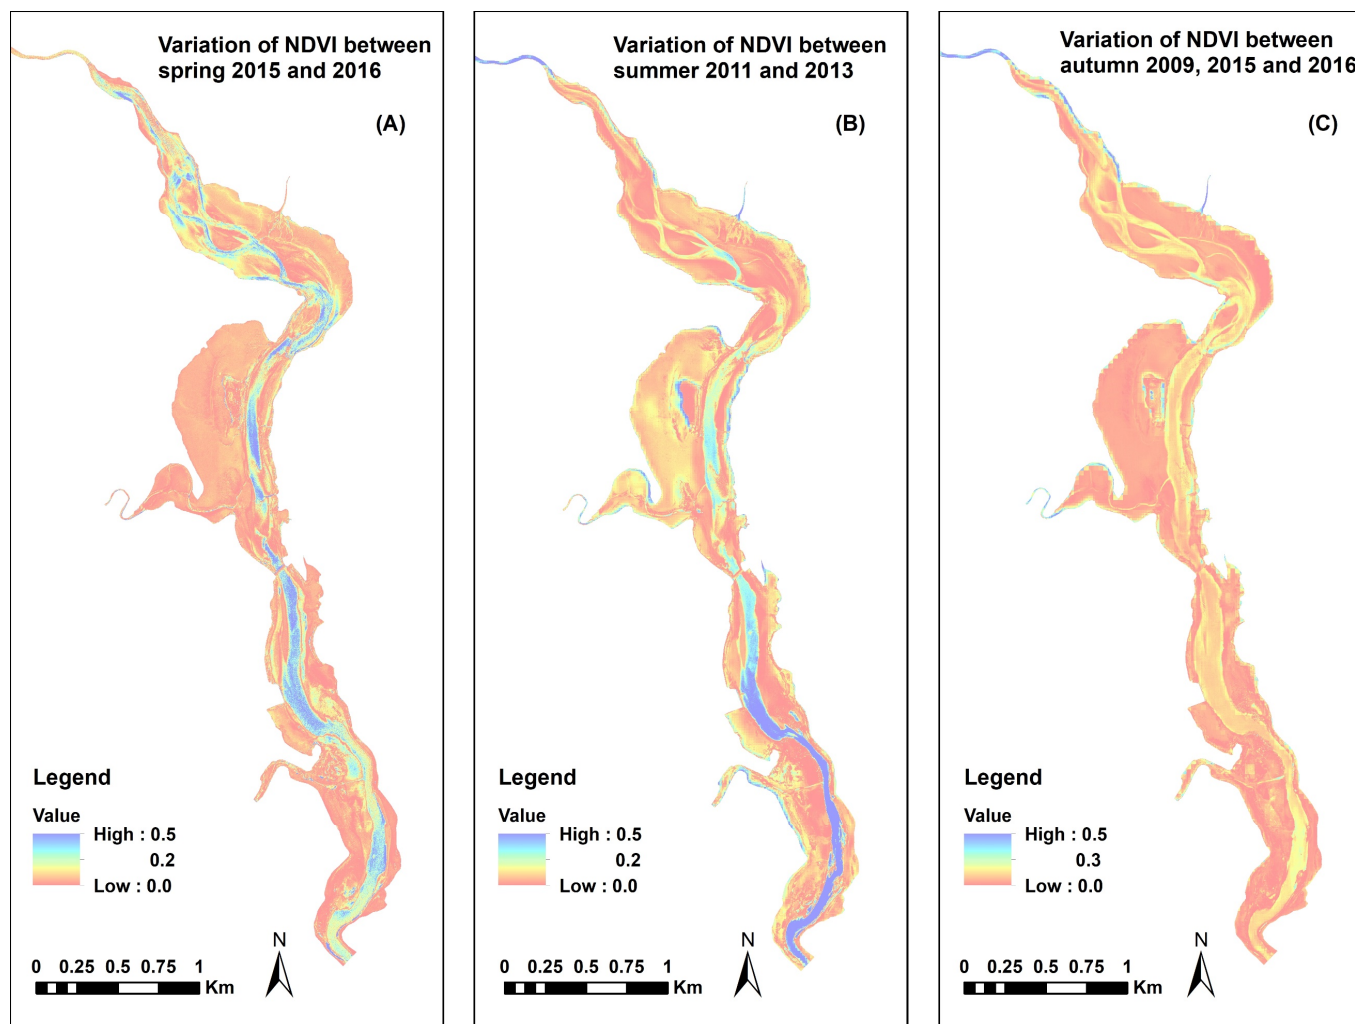 Variation of NDVI between
spring 2015 and 2016
(A)
Legend
Value
High : 0.5
0.2
Low : 0.0
N
0 0.25 0.5 0.75 1
Km
Variation of NDVI between
summer 2011 and 2013
(B)
Legend
Value
High : 0.5
0.2
Low : 0.0
N
0 0.25 0.5 0.75 1
Km
Variation of NDVI between
autumn 2009, 2015 and 2016
(C)
Legend
Value
High : 0.5
0.3
Low : 0.0
N
0 0.25 0.5 0.75 1
Km